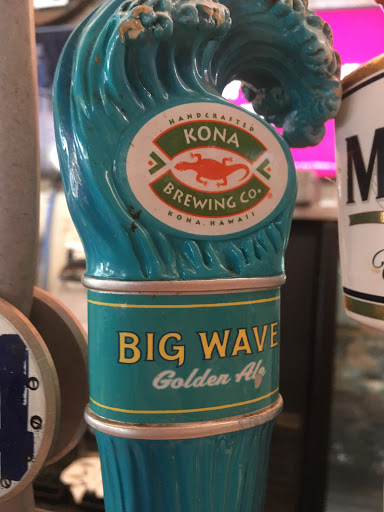 HANDCRAFTED
KONA
BREWING CO.
KONA, HAWAII
BIG WAVE
Golden Ale
M